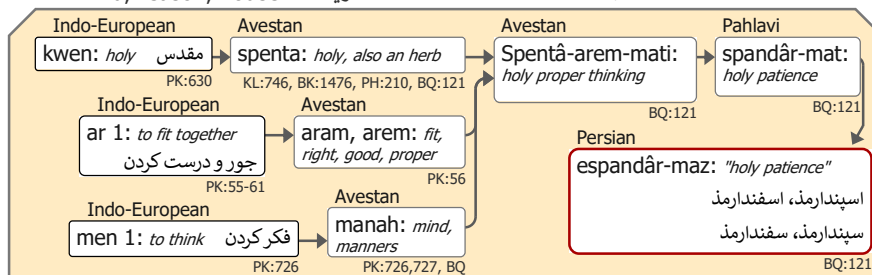 Indo-European
kwen: holy مقدس
PK:630
Avestan
spenta: holy, also an herb
KL:746, BK:1476, PH:210, BQ:121
Avestan
Spentâ-arem-mati:
holy proper thinking
BQ:121
Pahlavi
spandâr-mat:
holy patience
BQ:121
Indo-European
ar 1: to fit together
جور و درست کردن
PK:55-61
Avestan
aram, arem: fit,
right, good, proper
PK:56
Indo-European
men 1: to think فکر کردن
PK:726
Avestan
manah: mind,
manners
PK:726,727, BQ
Persian
espandâr-maz: "holy patience"
اسپندارمذ، اسفندارمذ
سپندارمذ، سفندارمذ
BQ:121